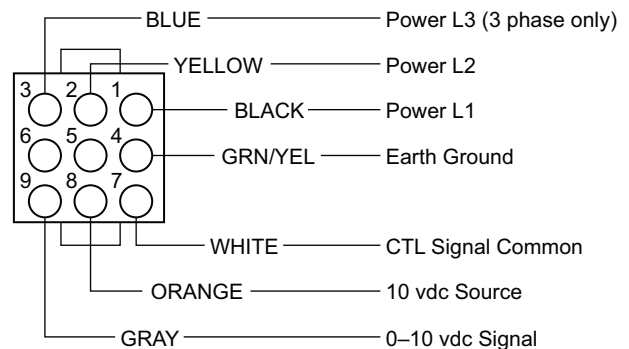 BLUE Power L3 (3 phase only)
YELLOW Power L2
3 2 1
BLACK Power L1
6 5 4
GRN/YEL Earth Ground
9 8 7
WHITE CTL Signal Common
ORANGE 10 vdc Source
GRAY 0–10 vdc Signal